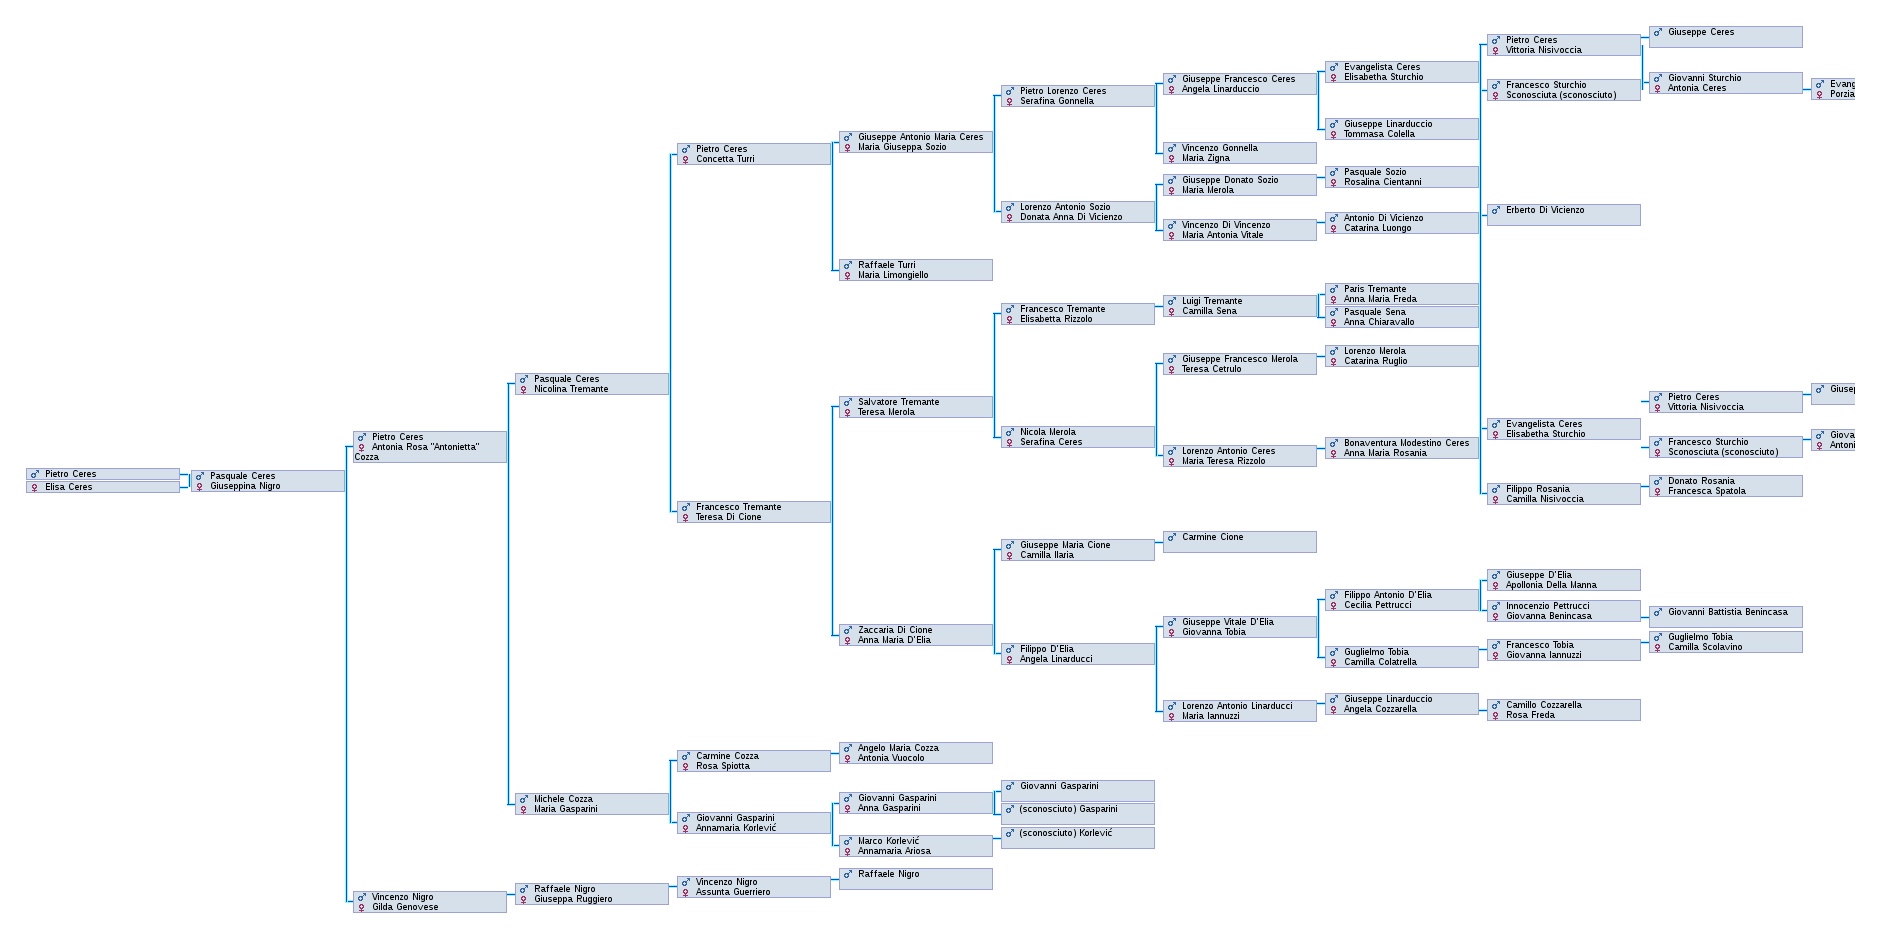 Pietro Ceres
Elisa Ceres
Pasquale Ceres
Giuseppina Nigro
Pietro Ceres
Antonia Rosa "Antonietta"
Cozza
Vincenzo Nigro
Gilda Genovese
Pasquale Ceres
Nicolina Tremante
Michele Cozza
Maria Gasparini
Raffaele Nigro
Giuseppa Ruggiero
Pietro Ceres
Concetta Turri
Francesco Tremante
Teresa Di Cione
Carmine Cozza
Rosa Spiotta
Giovanni Gasparini
Annamaria Korlević
Vincenzo Nigro
Assunta Guerriero
Giuseppe Antonio Maria Ceres
Maria Giuseppa Sozio
Raffaele Turri
Maria Limongiello
Salvatore Tremante
Teresa Merola
Zaccaria Di Cione
Anna Maria D'Elia
Angelo Maria Cozza
Antonia Vuocolo
Giovanni Gasparini
Anna Gasparini
Marco Korlević
Annamaria Ariosa
Raffaele Nigro
Pietro Lorenzo Ceres
Serafina Gonnella
Lorenzo Antonio Sozio
Donata Anna Di Vicienzo
Francesco Tremante
Elisabetta Rizzolo
Nicola Merola
Serafina Ceres
Giuseppe Maria Cione
Camilla Ilaria
Filippo D'Elia
Angela Linarducci
Giovanni Gasparini
(sconosciuto) Gasparini
(sconosciuto) Korlević
Giuseppe Francesco Ceres
Angela Linarduccio
Vincenzo Gonnella
Maria Zigna
Giuseppe Donato Sozio
Maria Merola
Vincenzo Di Vincenzo
Maria Antonia Vitale
Luigi Tremante
Camilla Sena
Giuseppe Francesco Merola
Teresa Cetrulo
Lorenzo Antonio Ceres
Maria Teresa Rizzolo
Carmine Cione
Giuseppe Vitale D'Elia
Giovanna Tobia
Lorenzo Antonio Linarducci
Maria Iannuzzi
Evangelista Ceres
Elisabetha Sturchio
Giuseppe Linarduccio
Tommasa Colella
Pasquale Sozio
Rosalina Cientanni
Antonio Di Vicienzo
Catarina Luongo
Paris Tremante
Anna Maria Freda
Pasquale Sena
Anna Chiaravallo
Lorenzo Merola
Catarina Ruglio
Bonaventura Modestino Ceres
Anna Maria Rosania
Filippo Antonio D'Elia
Cecilia Pettrucci
Guglielmo Tobia
Camilla Colatrella
Giuseppe Linarduccio
Angela Cozzarella
Pietro Ceres
Vittoria Nisivoccia
Francesco Sturchio
Sconosciuta (sconosciuto)
Erberto Di Vicienzo
Evangelista Ceres
Elisabetha Sturchio
Filippo Rosania
Camilla Nisivoccia
Giuseppe D'Elia
Apollonia Della Manna
Innocenzio Pettrucci
Giovanna Benincasa
Francesco Tobia
Giovanna Iannuzzi
Camillo Cozzarella
Rosa Freda
Giuseppe Ceres
Giovanni Sturchio
Antonia Ceres
Pietro Ceres
Vittoria Nisivoccia
Francesco Sturchio
Sconosciuta (sconosciuto)
Donato Rosania
Francesca Spatola
Giovanni Battistia Benincasa
Guglielmo Tobia
Camilla Scolavino
Evang
Porzia
Giusep
Giova
Antoni